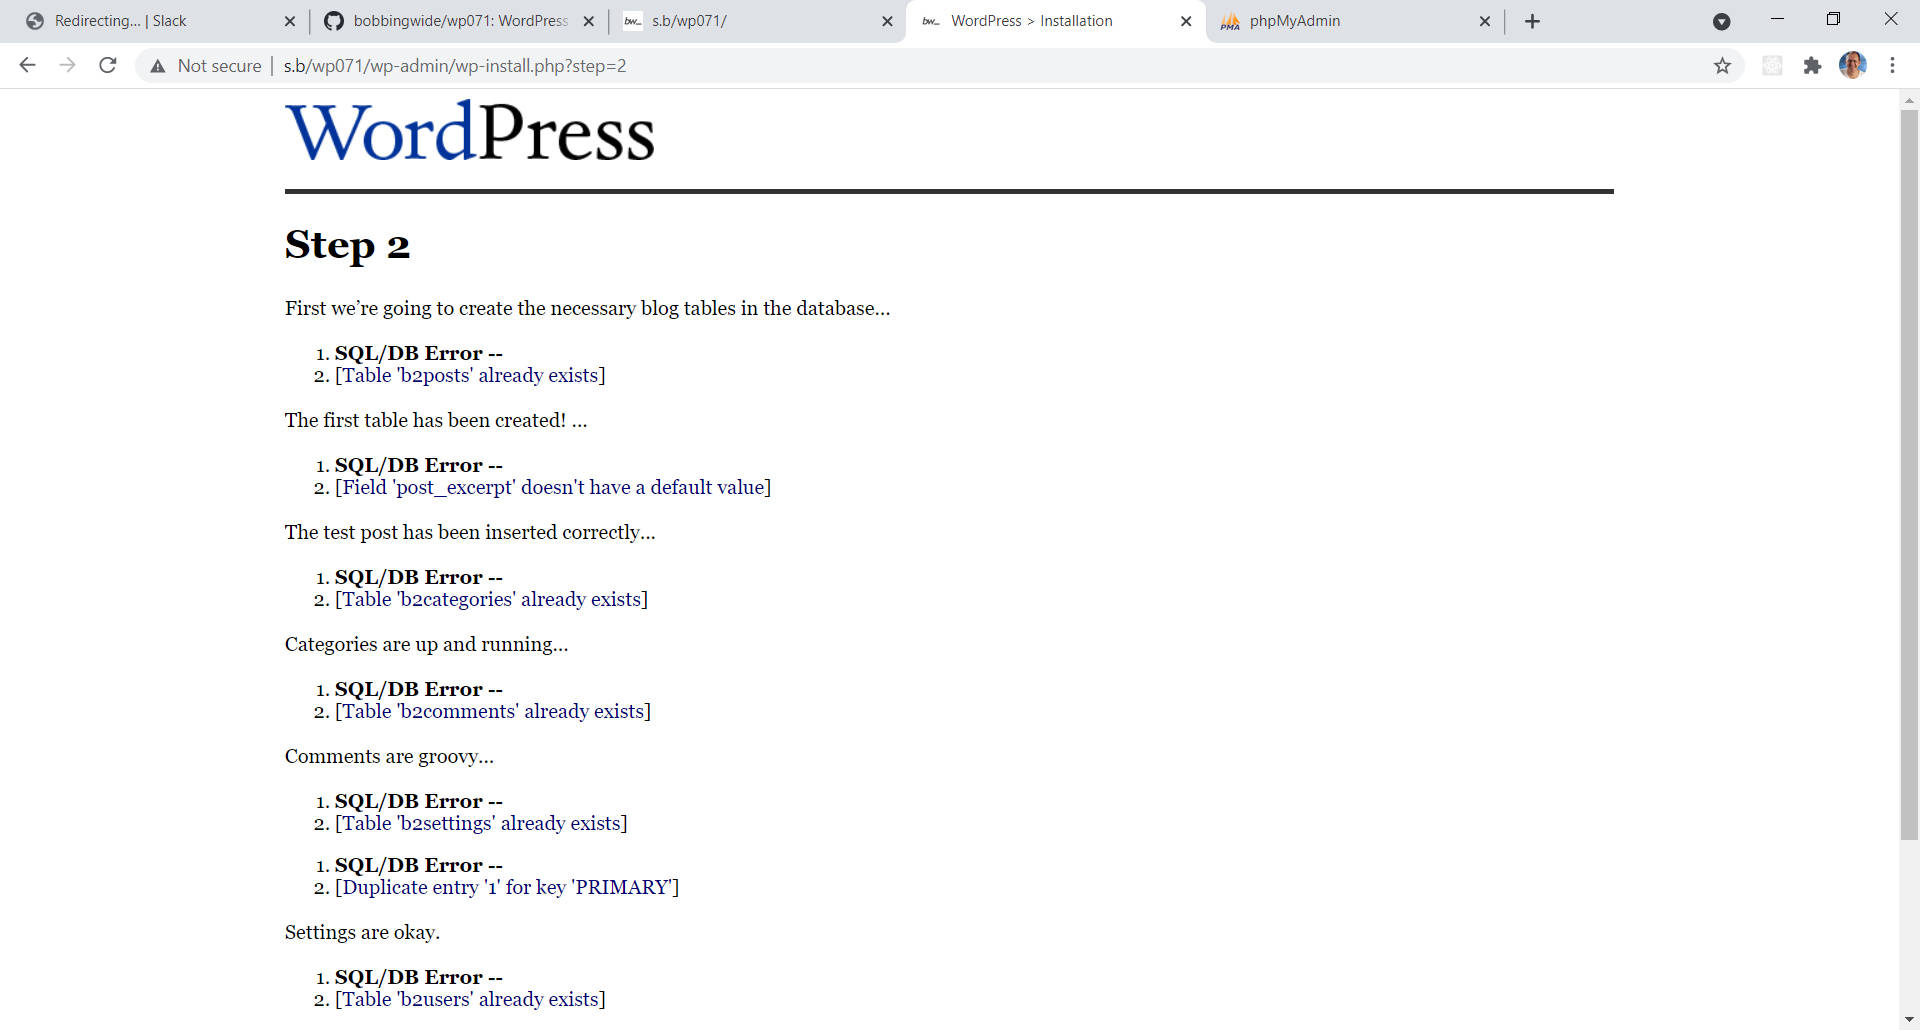 Redirecting... | Slack
bobbingwide/wp071: WordPress
bw_ s.b/wp071/
bw_ WordPress > Installation
PMA phpMyAdmin
Not secure | s.b/wp071/wp-admin/wp-install.php?step=2
WordPress
Step 2
First we’re going to create the necessary blog tables in the database...
1. SQL/DB Error --
2. [Table 'b2posts' already exists]
The first table has been created! ...
1. SQL/DB Error --
2. [Field 'post_excerpt' doesn't have a default value]
The test post has been inserted correctly...
1. SQL/DB Error --
2. [Table 'b2categories' already exists]
Categories are up and running...
1. SQL/DB Error --
2. [Table 'b2comments' already exists]
Comments are groovy...
1. SQL/DB Error --
2. [Table 'b2settings' already exists]
1. SQL/DB Error --
2. [Duplicate entry '1' for key 'PRIMARY']
Settings are okay.
1. SQL/DB Error --
2. [Table 'b2users' already exists]